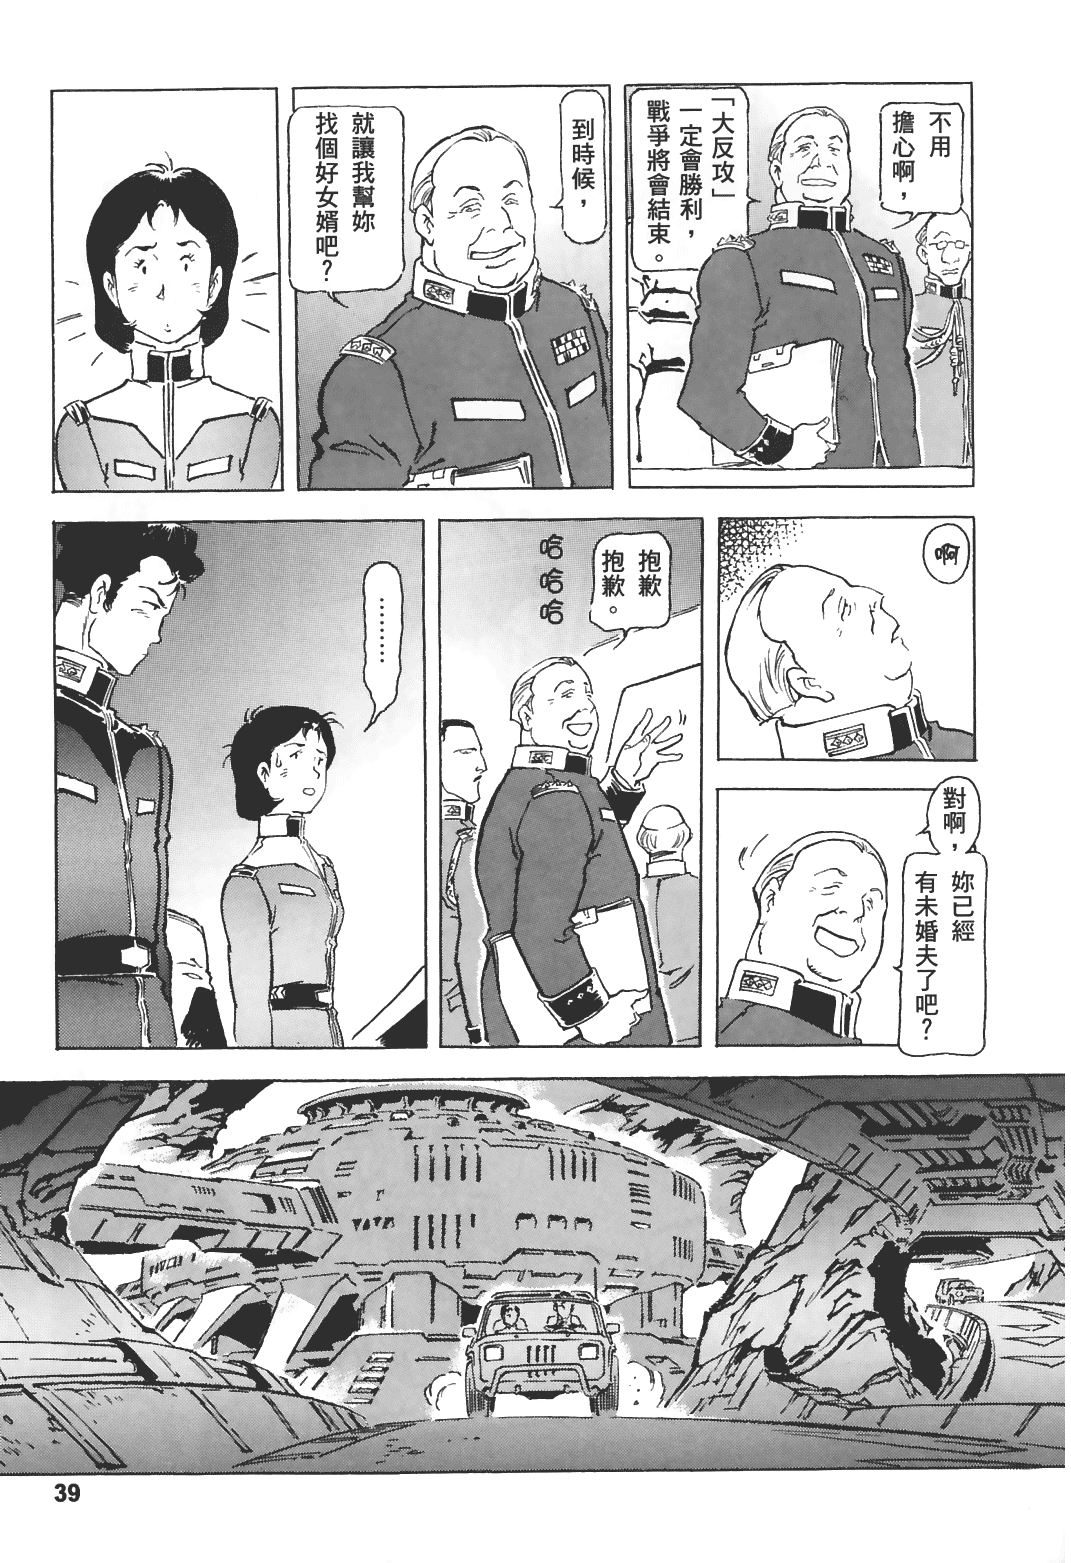 不用
擔心啊，
「大反攻」
一定會勝利，
戰爭將會結束。
到時候，
就讓我幫妳
找個好女婿吧？
啊
對啊，
妳已經
有未婚夫了吧？
抱歉
抱歉。
哈哈哈
………
39